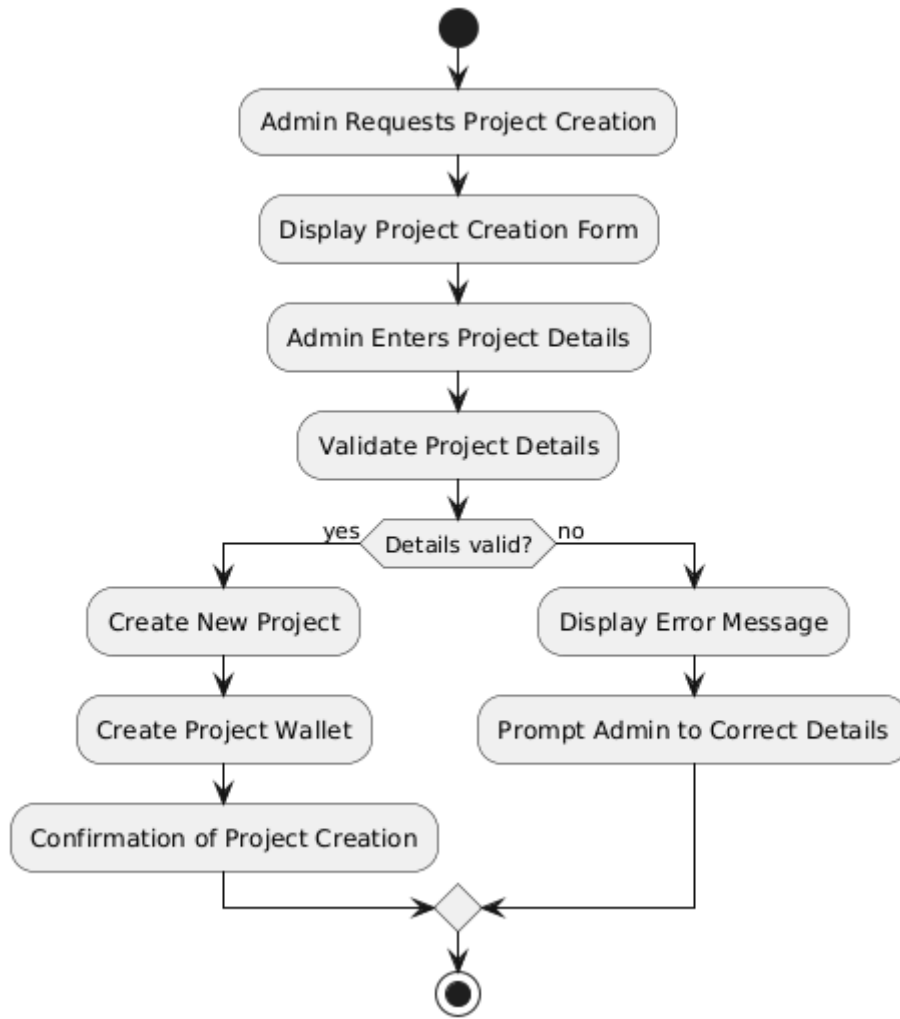 Admin Requests Project Creation
Display Project Creation Form
Admin Enters Project Details
Validate Project Details
yes
Details valid?
no
Create New Project
Display Error Message
Create Project Wallet
Prompt Admin to Correct Details
Confirmation of Project Creation